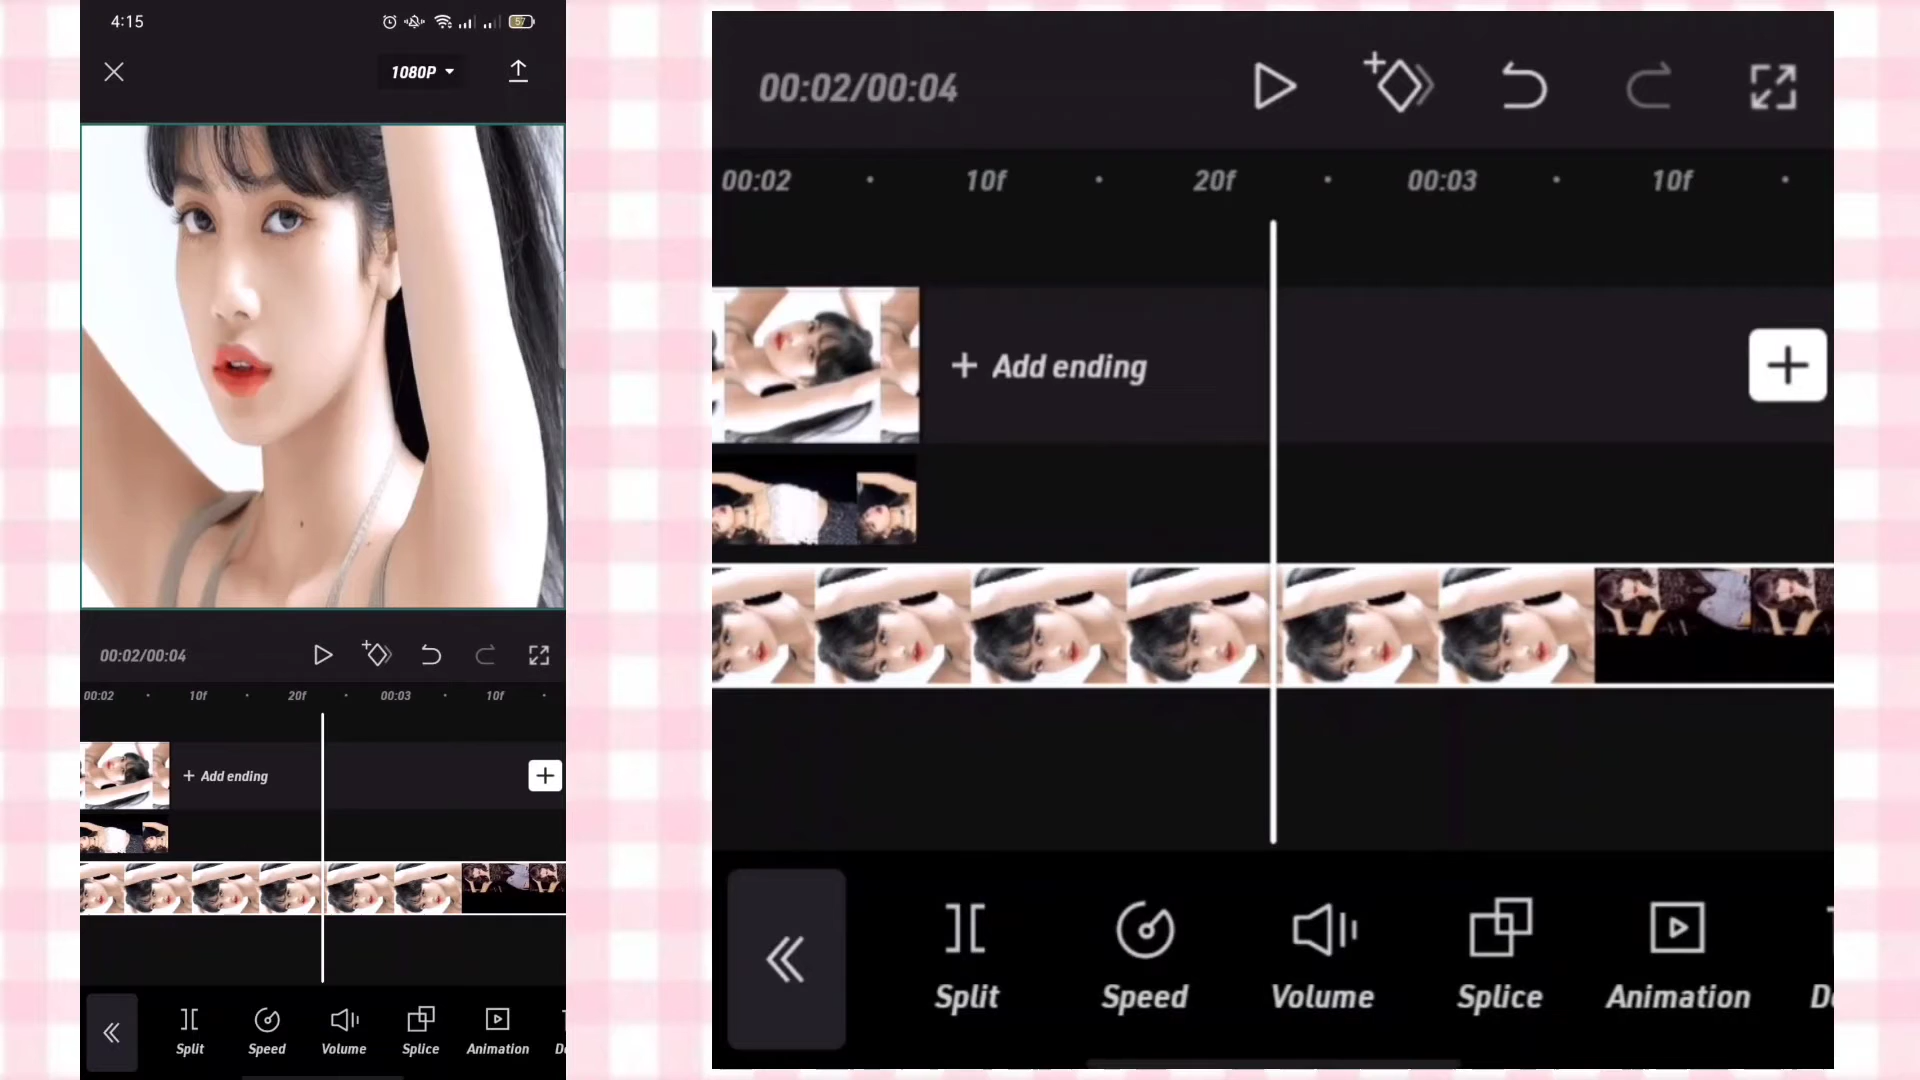 4:15
57
1080P
00:02/00:04
00:02 10f 20f 00:03 10f
+ Add ending
Split Speed Volume Splice Animation
00:02/00:04
00:02 10f 20f 00:03 10f
+ Add ending
Split Speed Volume Splice Animation